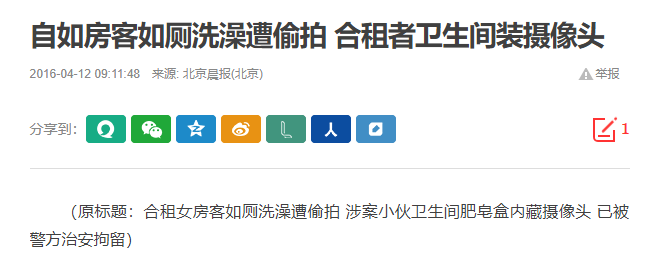 自如房客如厕洗澡遭偷拍 合租者卫生间装摄像头
2016-04-12 09:11:48 来源: 北京晨报(北京) 举报
分享到： 1
（原标题：合租女房客如厕洗澡遭偷拍 涉案小伙卫生间肥皂盒内藏摄像头 已被
警方治安拘留）